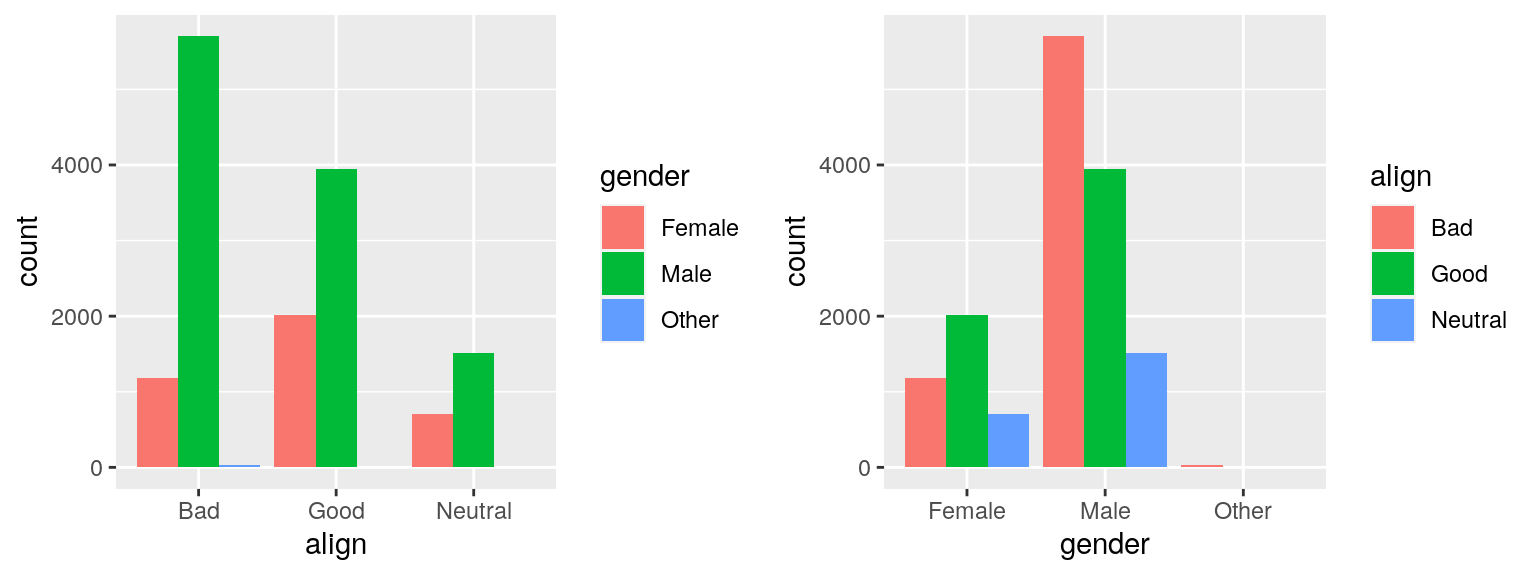 count
4000
2000
0
Bad Good Neutral
align
gender
Female
Male
Other
count
4000
2000
0
Female Male Other
gender
align
Bad
Good
Neutral